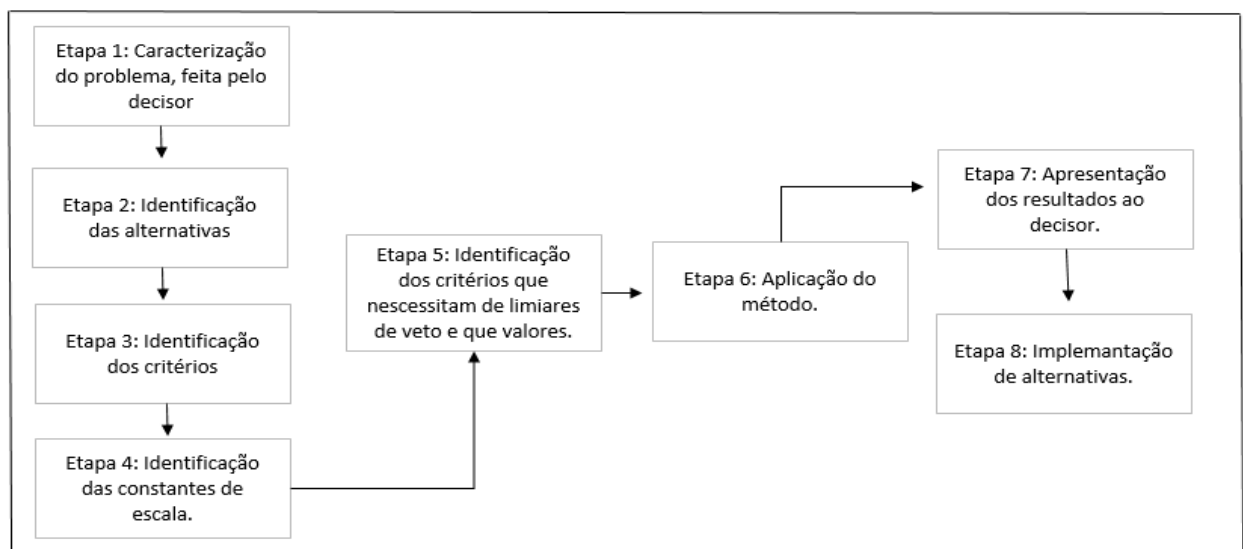 Etapa 1: Caracterização
do problema, feita pelo
decisor
Etapa 2: Identificação
das alternativas
Etapa 3: Identificação
dos critérios
Etapa 4: Identificação
das constantes de
escala.
Etapa 5: Identificação
dos critérios que
nescessitam de limiares
de veto e que valores.
Etapa 6: Aplicação do
método.
Etapa 7: Apresentação
dos resultados ao
decisor.
Etapa 8: Implemantação
de alternativas.